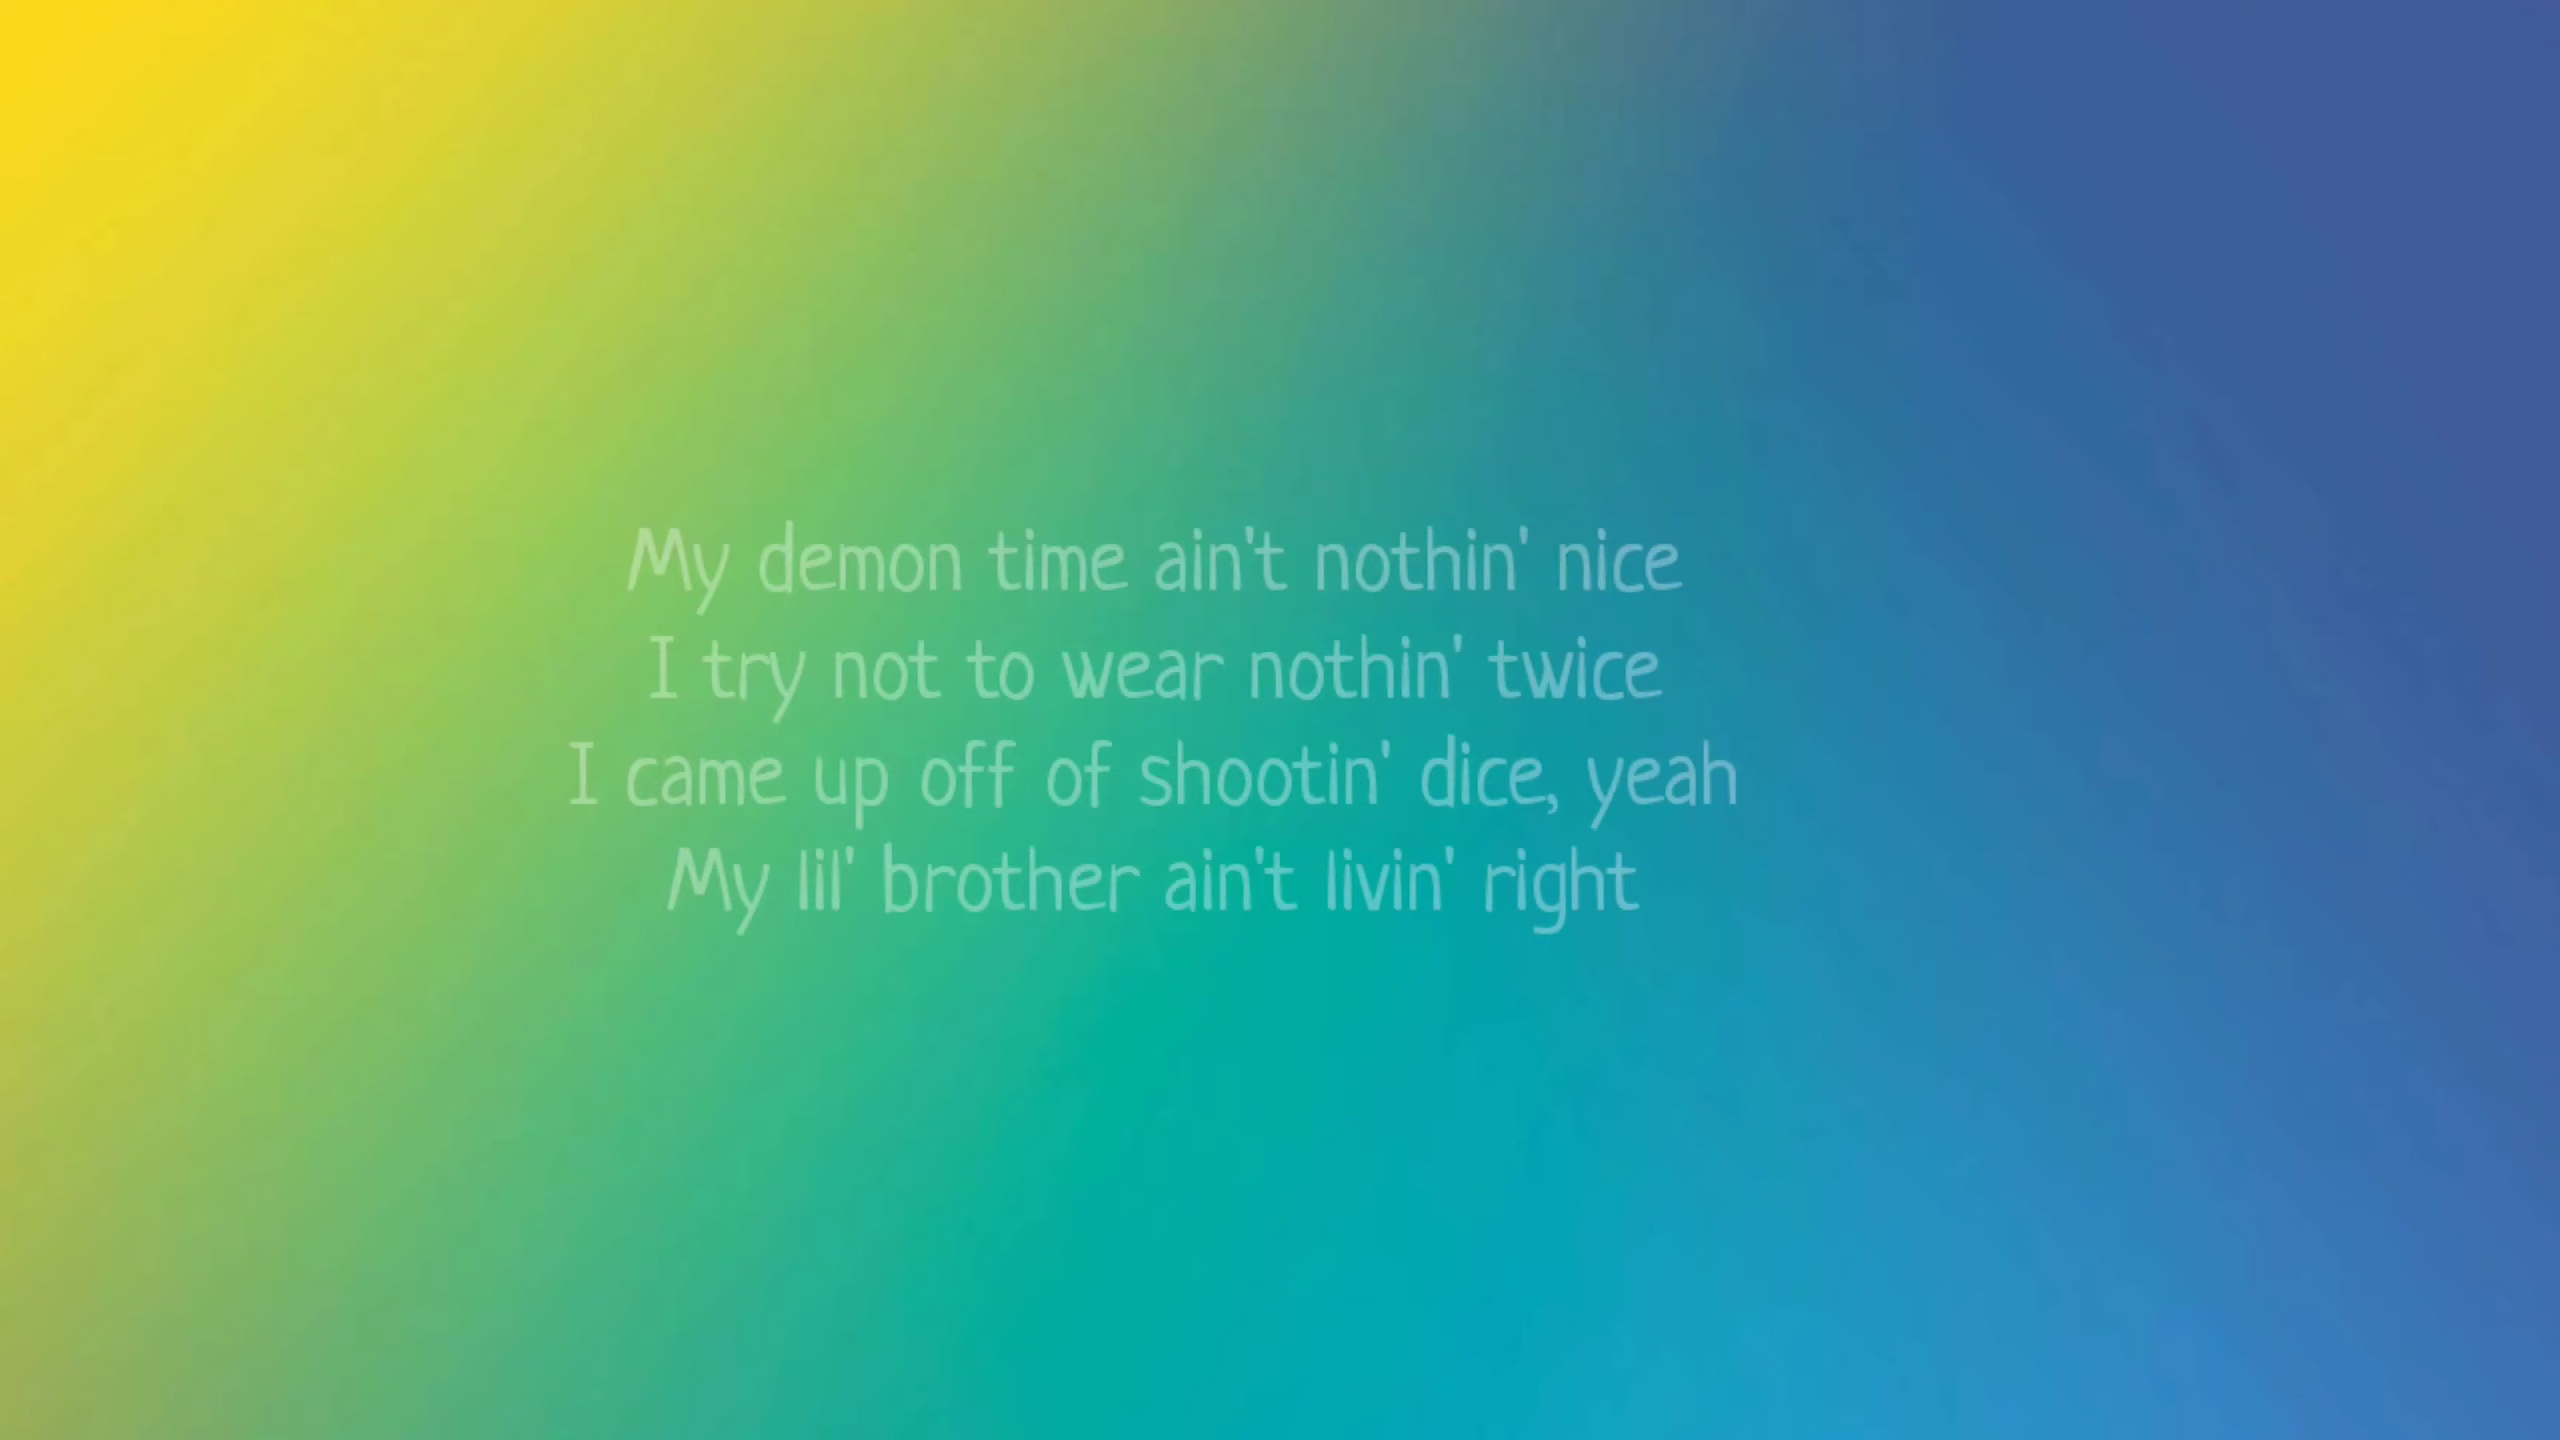 My demon time ain't nothin' nice
I try not to wear nothin' twice
I came up off of shootin' dice, yeah
My lil' brother ain't livin' right